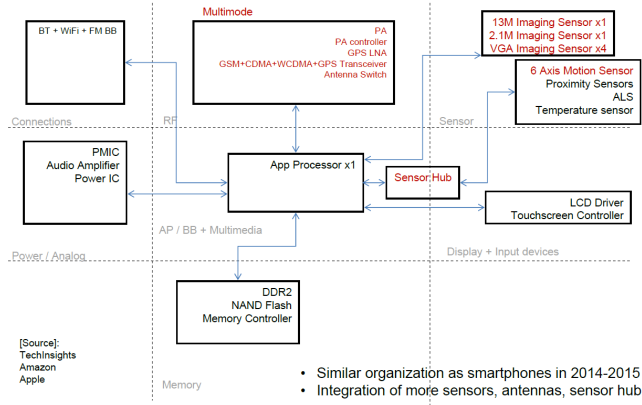 Multimode
BT + WiFi + FM BB
PA
PA controller
GPS LNA
GSM+CDMA+WCDMA+GPS Transceiver
Antenna Switch
13M Imaging Sensor x1
2.1M Imaging Sensor x1
VGA Imaging Sensor x4
6 Axis Motion Sensor
Proximity Sensors
ALS
Temperature sensor
Connections
RF
Sensor
PMIC
Audio Amplifier
Power IC
App Processor x1
Sensor Hub
LCD Driver
Touchscreen Controller
AP / BB + Multimedia
Power / Analog
Display + Input devices
DDR2
NAND Flash
Memory Controller
[Source]:
TechInsights
Amazon
Apple
Memory
• Similar organization as smartphones in 2014-2015
• Integration of more sensors, antennas, sensor hub